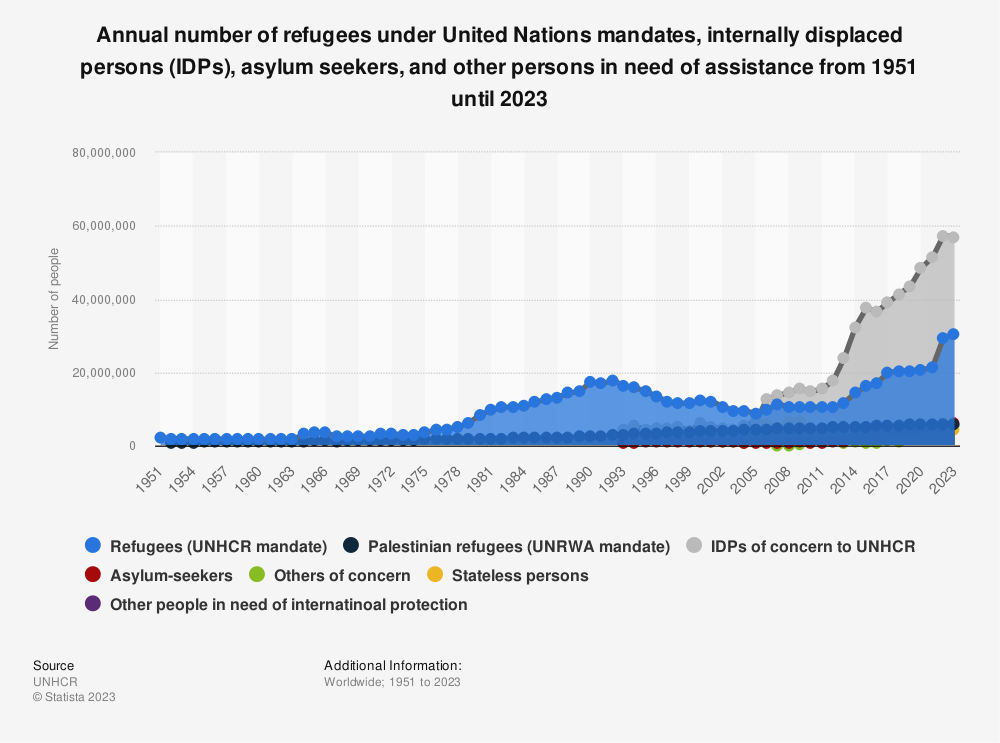 Annual number of refugees under United Nations mandates, internally displaced
persons (IDPs), asylum seekers, and other persons in need of assistance from 1951
until 2023
80,000,000
60,000,000
40,000,000
20,000,000
0
Number of people
1951 1954 1957 1960 1963 1966 1969 1972 1975 1978 1981 1984 1987 1990 1993 1996 1999 2002 2005 2008 2011 2014 2017 2020 2023
Refugees (UNHCR mandate) Palestinian refugees (UNRWA mandate) IDPs of concern to UNHCR
Asylum-seekers Others of concern Stateless persons
Other people in need of internatinoal protection
Source Additional Information:
UNHCR Worldwide; 1951 to 2023
© Statista 2023